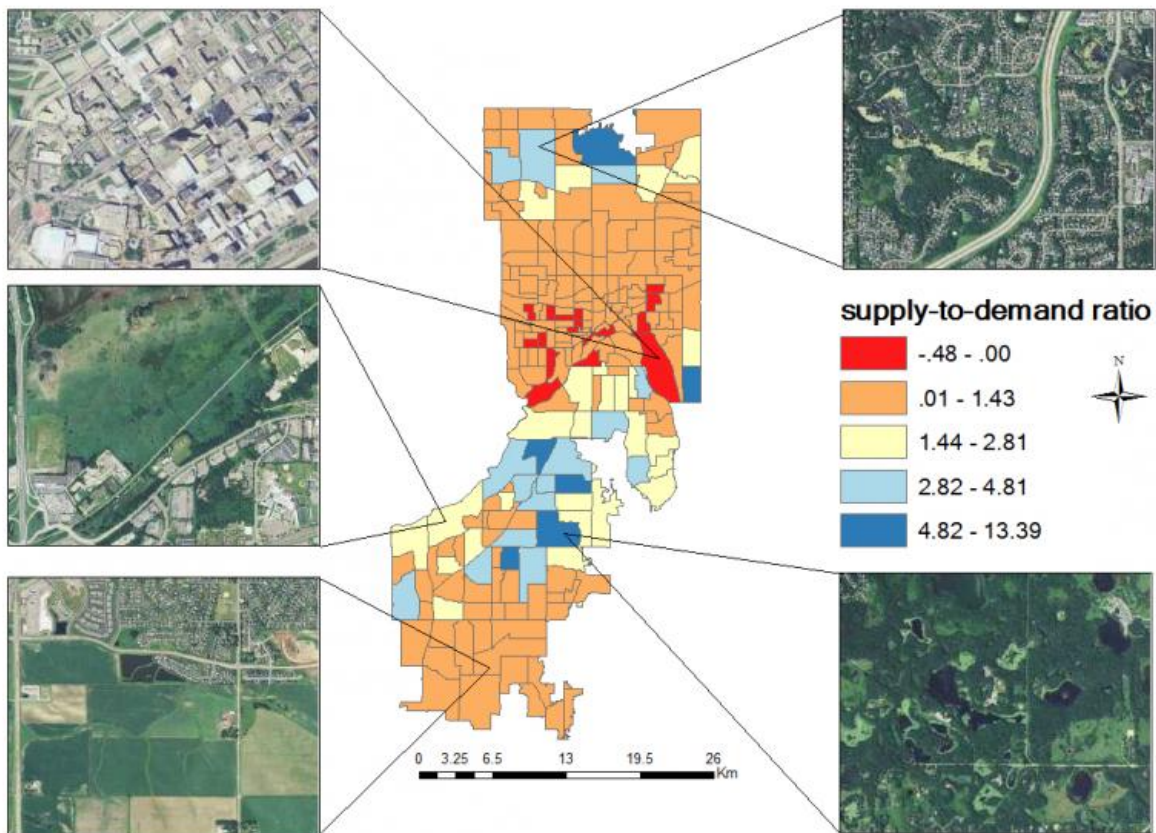 supply-to-demand ratio
-.48 - .00
N
.01 - 1.43
1.44 - 2.81
2.82 - 4.81
4.82 - 13.39
0 3.25 6.5 13 19.5 26
Km